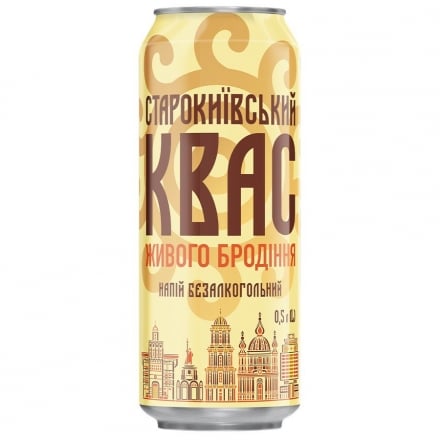 СТАРОКИЇВСЬКИЙ
КВАС
ЖИВОГО БРОДІННЯ
НАПІЙ БЕЗАЛКОГОЛЬНИЙ
0,5 л